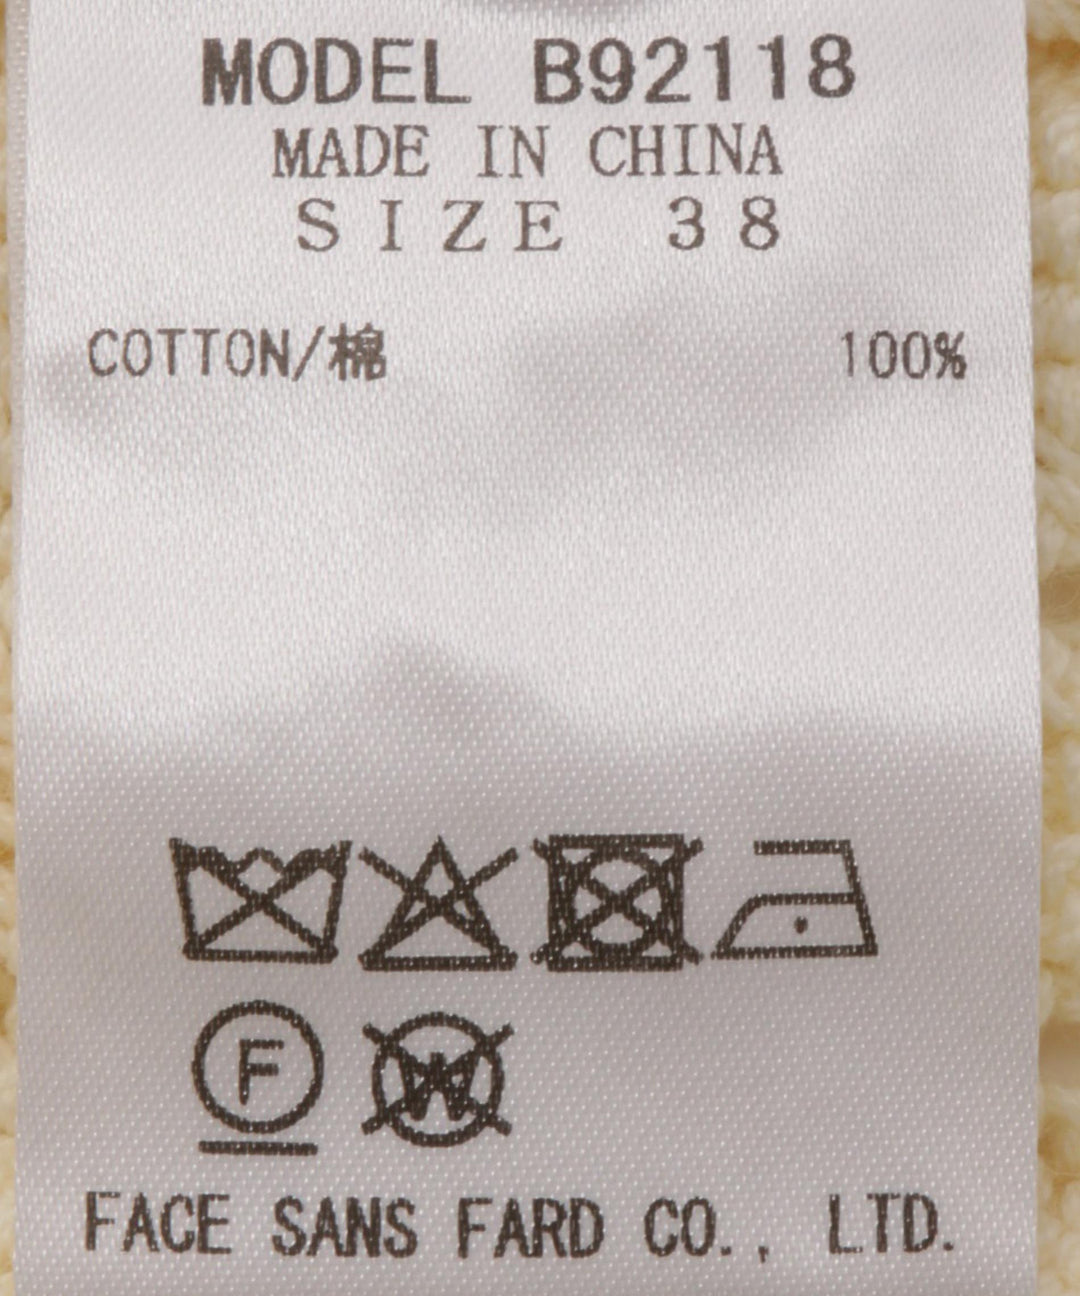 MODEL B92118
MADE IN CHINA
SIZE 38
COTTON/棉 100%
F W
FACE SANS FARD CO., LTD.